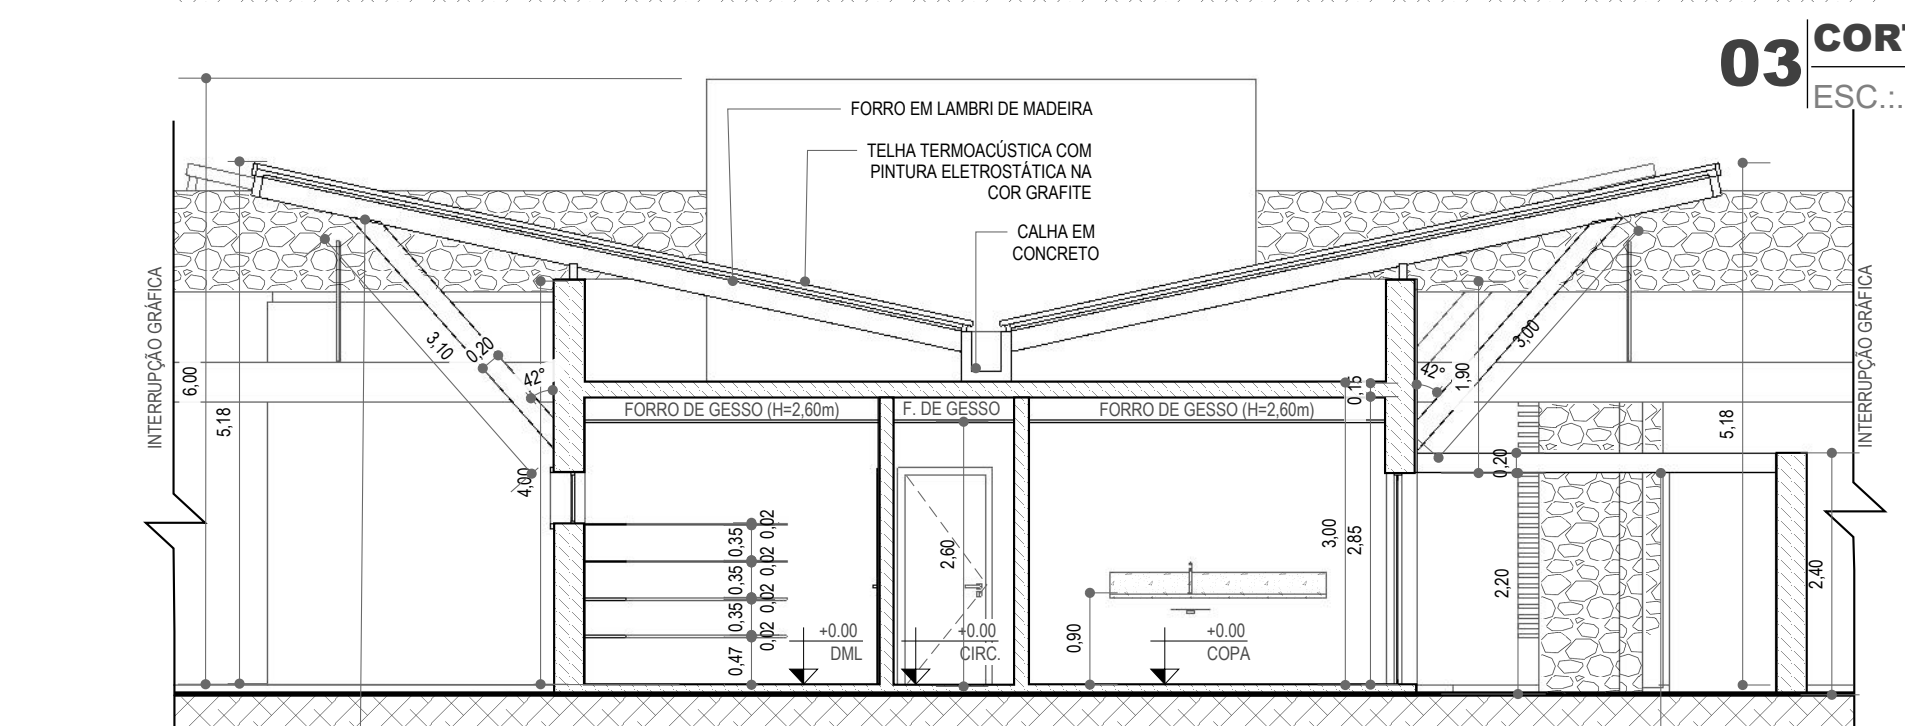 03
CORT
ESC.:.
FORRO EM LAMBRI DE MADEIRA
TELHA TERMOACÚSTICA COM
PINTURA ELETROSTÁTICA NA
COR GRAFITE
CALHA EM
CONCRETO
INTERRUPÇÃO GRÁFICA
6,00
5,18
3,10
0,20
42°
4,00
FORRO DE GESSO (H=2,60m)
F. DE GESSO
FORRO DE GESSO (H=2,60m)
0,15
42°
1,90
3,00
5,18
INTERRUPÇÃO GRÁFICA
0,20
0,02
0,35
0,02
0,35
0,02
0,35
0,02
0,47
2,60
3,00
2,85
2,20
2,40
0,90
+0.00
DML
+0.00
CIRC.
+0.00
COPA